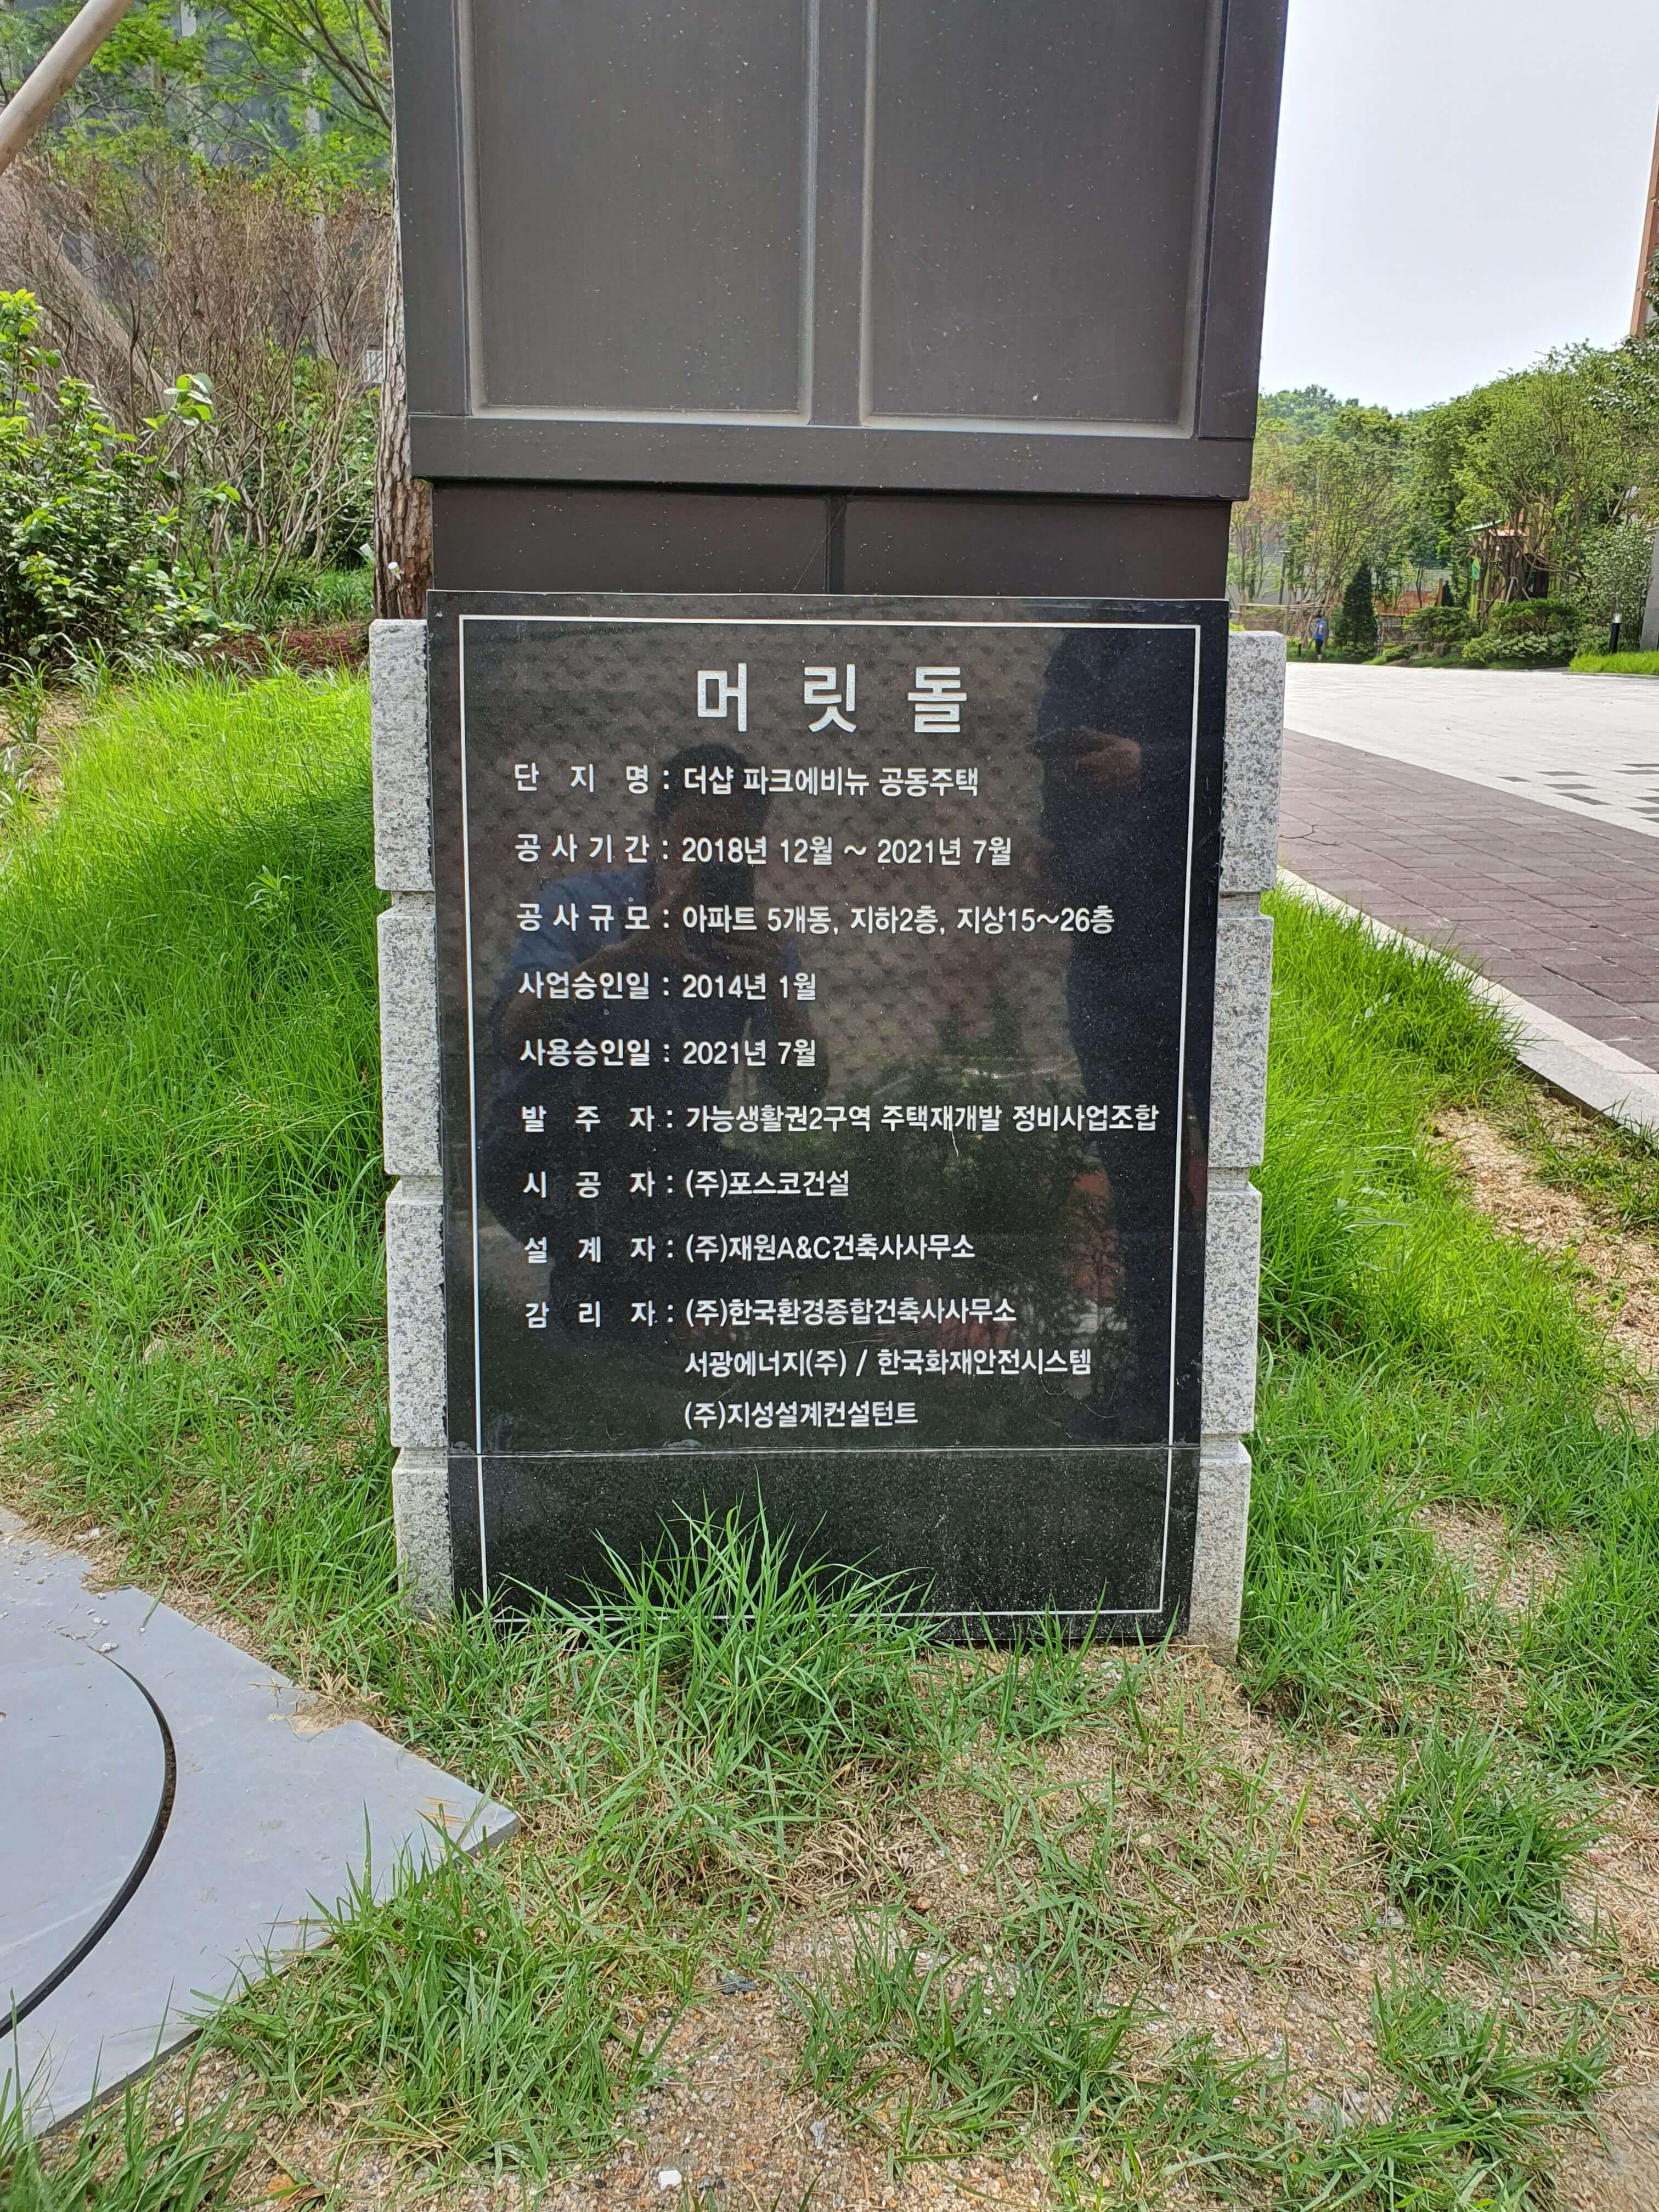 머릿돌
단지명 : 더샵 파크에비뉴 공동주택
공사기간 : 2018년 12월 ~ 2021년 7월
공사규모 : 아파트 5개동, 지하2층, 지상15~26층
사업승인일 : 2014년 1월
사용승인일 : 2021년 7월
발주자 : 가능생활권2구역 주택재개발 정비사업조합
시공자 : (주)포스코건설
설계자 : (주)재원A&C건축사사무소
감리자 : (주)한국환경종합건축사사무소
서광에너지(주) / 한국화재안전시스템
(주)지성설계컨설턴트